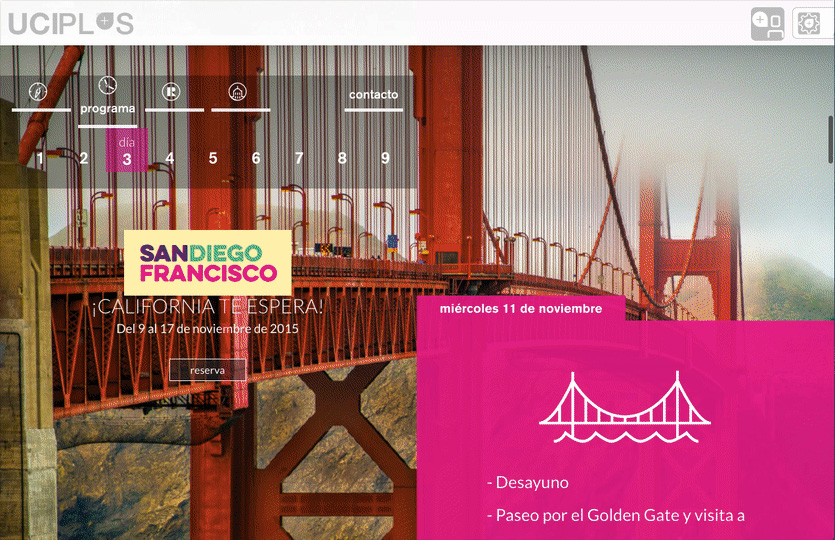 UCIPL+S
programa
contacto
día
1 2 3 4 5 6 7 8 9
SANDIEGO
FRANCISCO
¡CALIFORNIA TE ESPERA!
Del 9 al 17 de noviembre de 2015
reserva
miércoles 11 de noviembre
- Desayuno
- Paseo por el Golden Gate y visita a